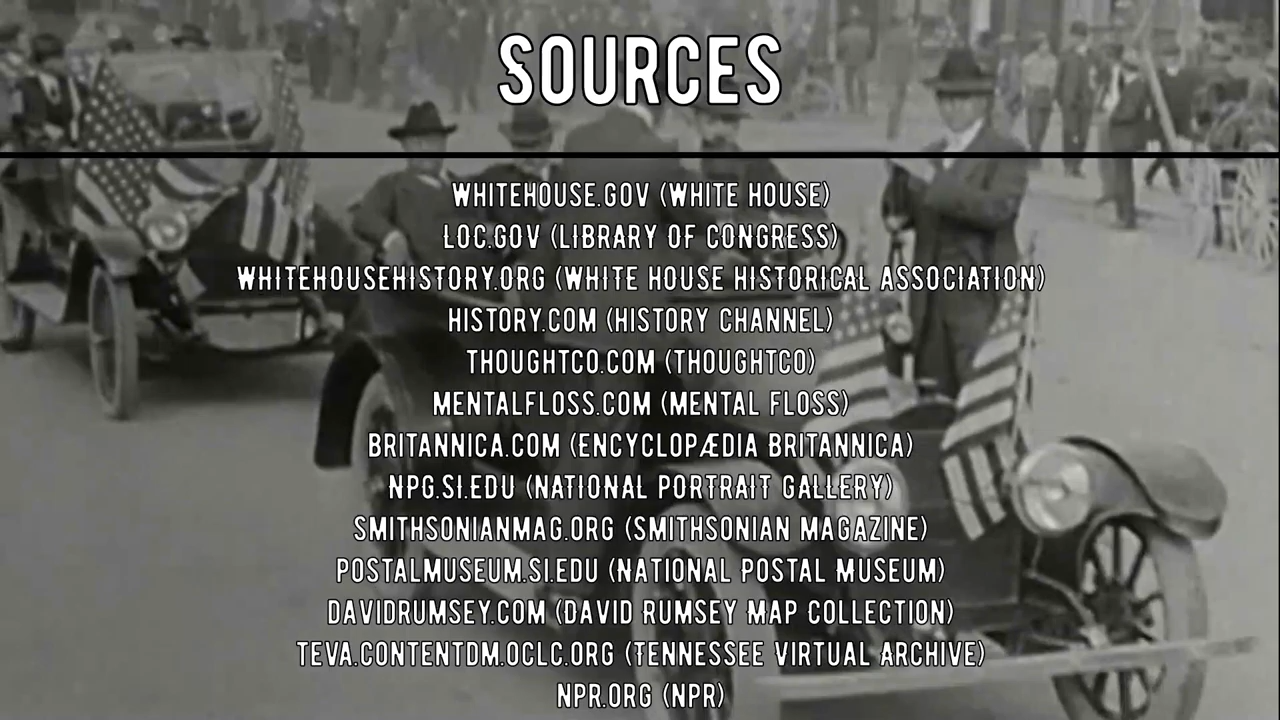 SOURCES
WHITEHOUSE.GOV (WHITE HOUSE)
LOC.GOV (LIBRARY OF CONGRESS)
WHITEHOUSEHISTORY.ORG (WHITE HOUSE HISTORICAL ASSOCIATION)
HISTORY.COM (HISTORY CHANNEL)
THOUGHTCO.COM (THOUGHTCO)
MENTALFLOSS.COM (MENTAL FLOSS)
BRITANNICA.COM (ENCYCLOPÆDIA BRITANNICA)
NPG.SI.EDU (NATIONAL PORTRAIT GALLERY)
SMITHSONIANMAG.ORG (SMITHSONIAN MAGAZINE)
POSTALMUSEUM.SI.EDU (NATIONAL POSTAL MUSEUM)
DAVIDRUMSEY.COM (DAVID RUMSEY MAP COLLECTION)
TEVA.CONTENTDM.OCLC.ORG (TENNESSEE VIRTUAL ARCHIVE)
NPR.ORG (NPR)